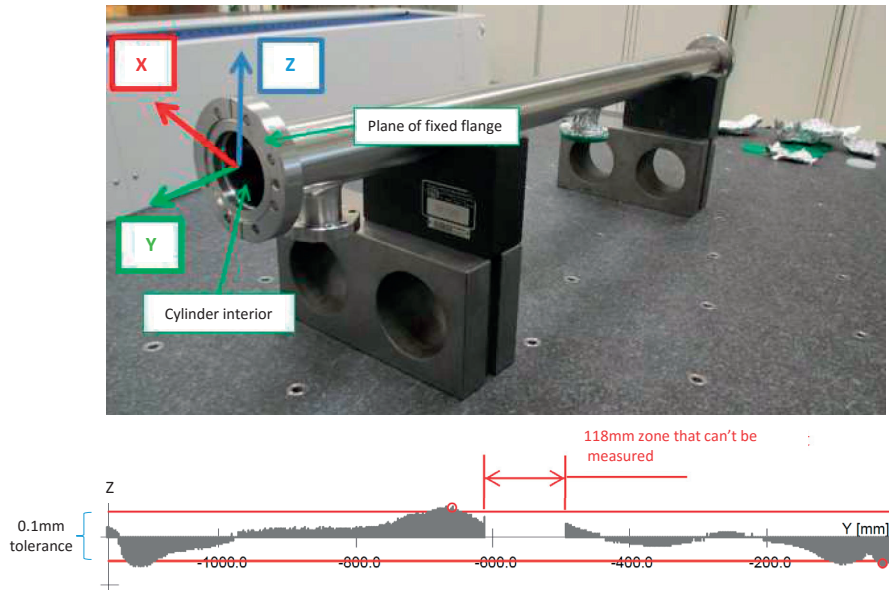 X
Z
Plane of fixed flange
Y
Cylinder interior
118mm zone that can't be
measured
:
Z
0.1mm
tolerance
Y [mm]
-1000.0
-800.0
-600.0
-400.0
-200.0